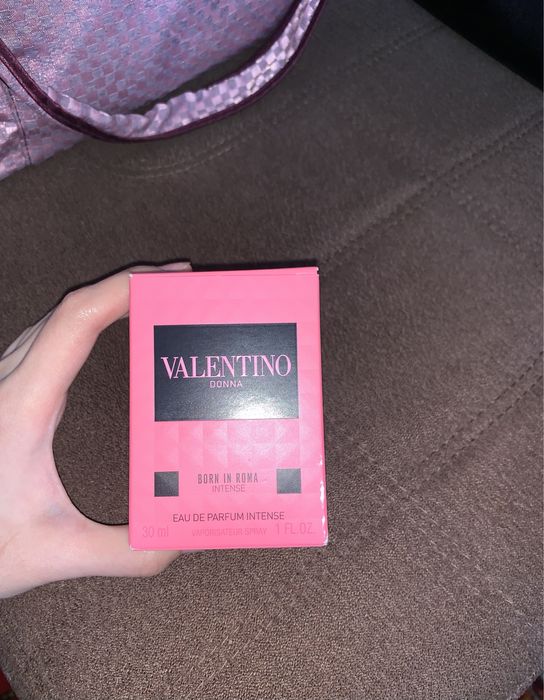 VALENTINO
DONNA
BORN IN ROMA
INTENSE
EAU DE PARFUM INTENSE
30 ml VAPORISATEUR SPRAY 1 FL.OZ.